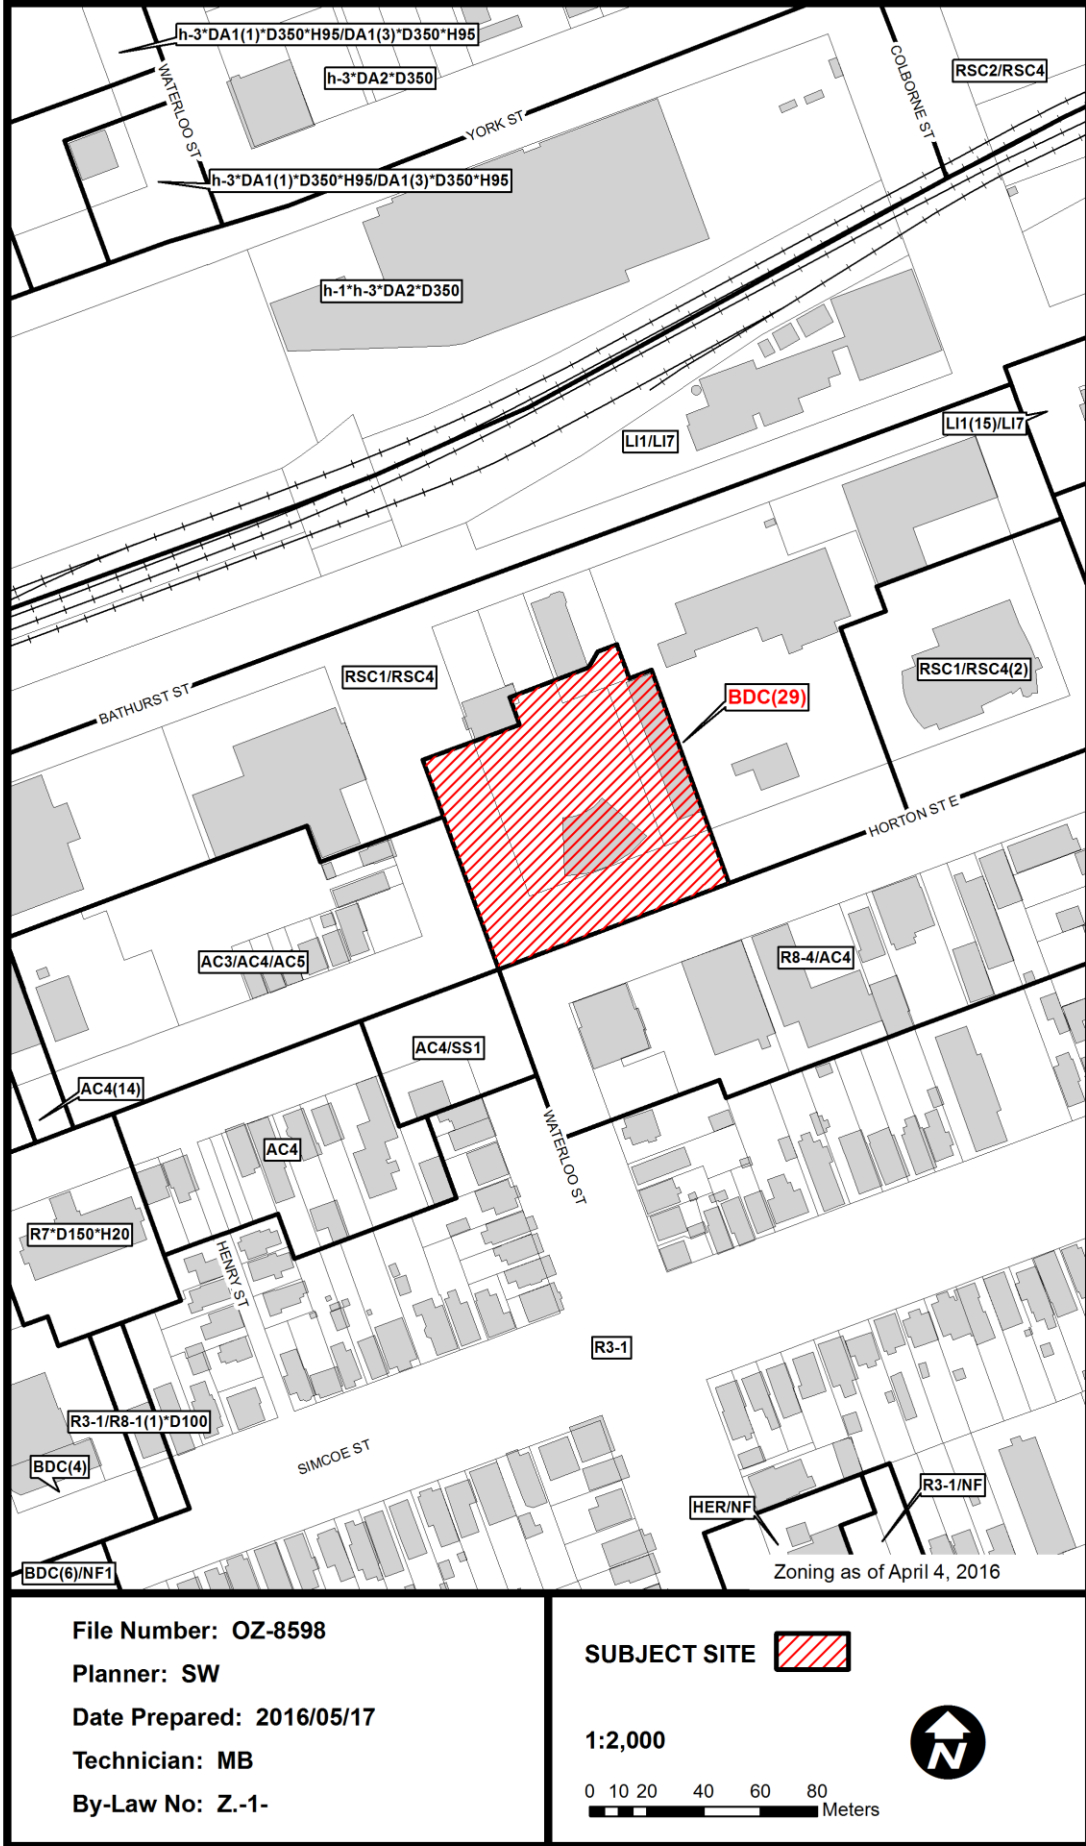 h-3*DA1(1)*D350*H95/DA1(3)*D350*H95
h-3*DA2*D350
RSC2/RSC4
COLBORNE ST
WATERLOO ST
YORK ST
h-3*DA1(1)*D350*H95/DA1(3)*D350*H95
h-1*h-3*DA2*D350
LI1(15)/LI7
LI1/LI7
RSC1/RSC4
RSC1/RSC4(2)
BATHURST ST
BDC(29)
HORTON ST E
AC3/AC4/AC5
R8-4/AC4
AC4/SS1
AC4(14)
WATERLOO ST
AC4
R7*D150*H20
HENRY ST
R3-1
R3-1/R8-1(1)*D100
SIMCOE ST
BDC(4)
R3-1/NF
HER/NF
BDC(6)/NF1
Zoning as of April 4, 2016
File Number: OZ-8598
Planner: SW
Date Prepared: 2016/05/17
Technician: MB
By-Law No: Z.-1-
SUBJECT SITE
1:2,000
N
0 10 20 40 60 80
Meters